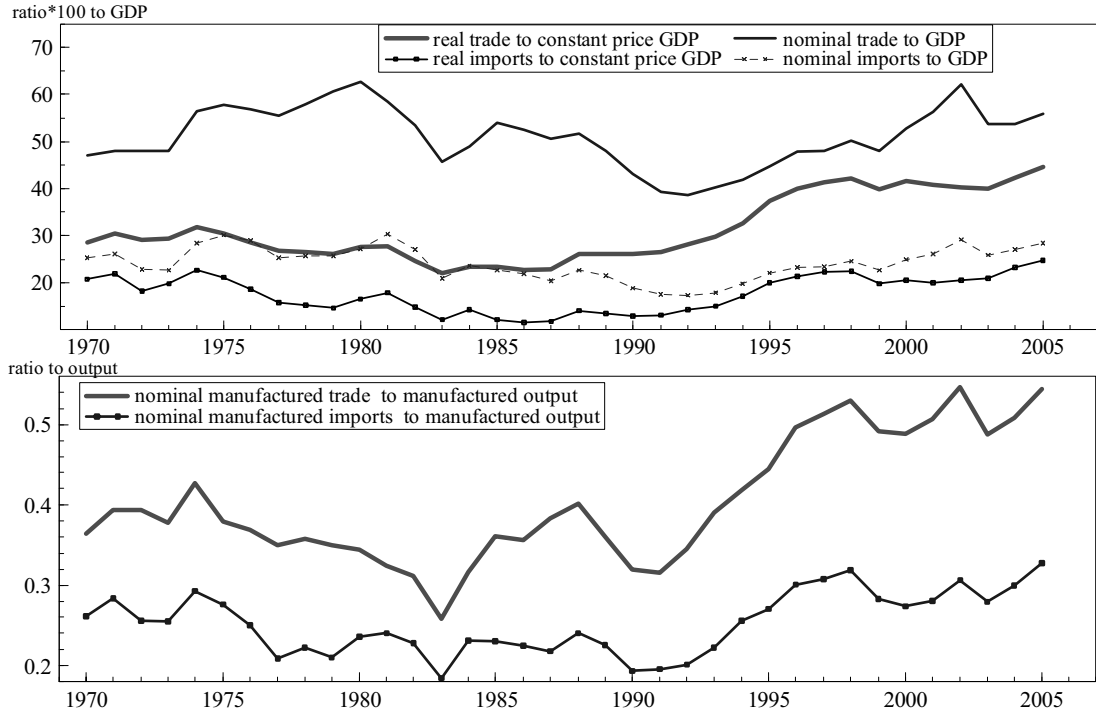 ratio*100 to GDP
70
real trade to constant price GDP nominal trade to GDP
real imports to constant price GDP nominal imports to GDP
60
50
40
30
20
1970 1975 1980 1985 1990 1995 2000 2005
ratio to output
nominal manufactured trade to manufactured output
nominal manufactured imports to manufactured output
0.5
0.4
0.3
0.2
1970 1975 1980 1985 1990 1995 2000 2005